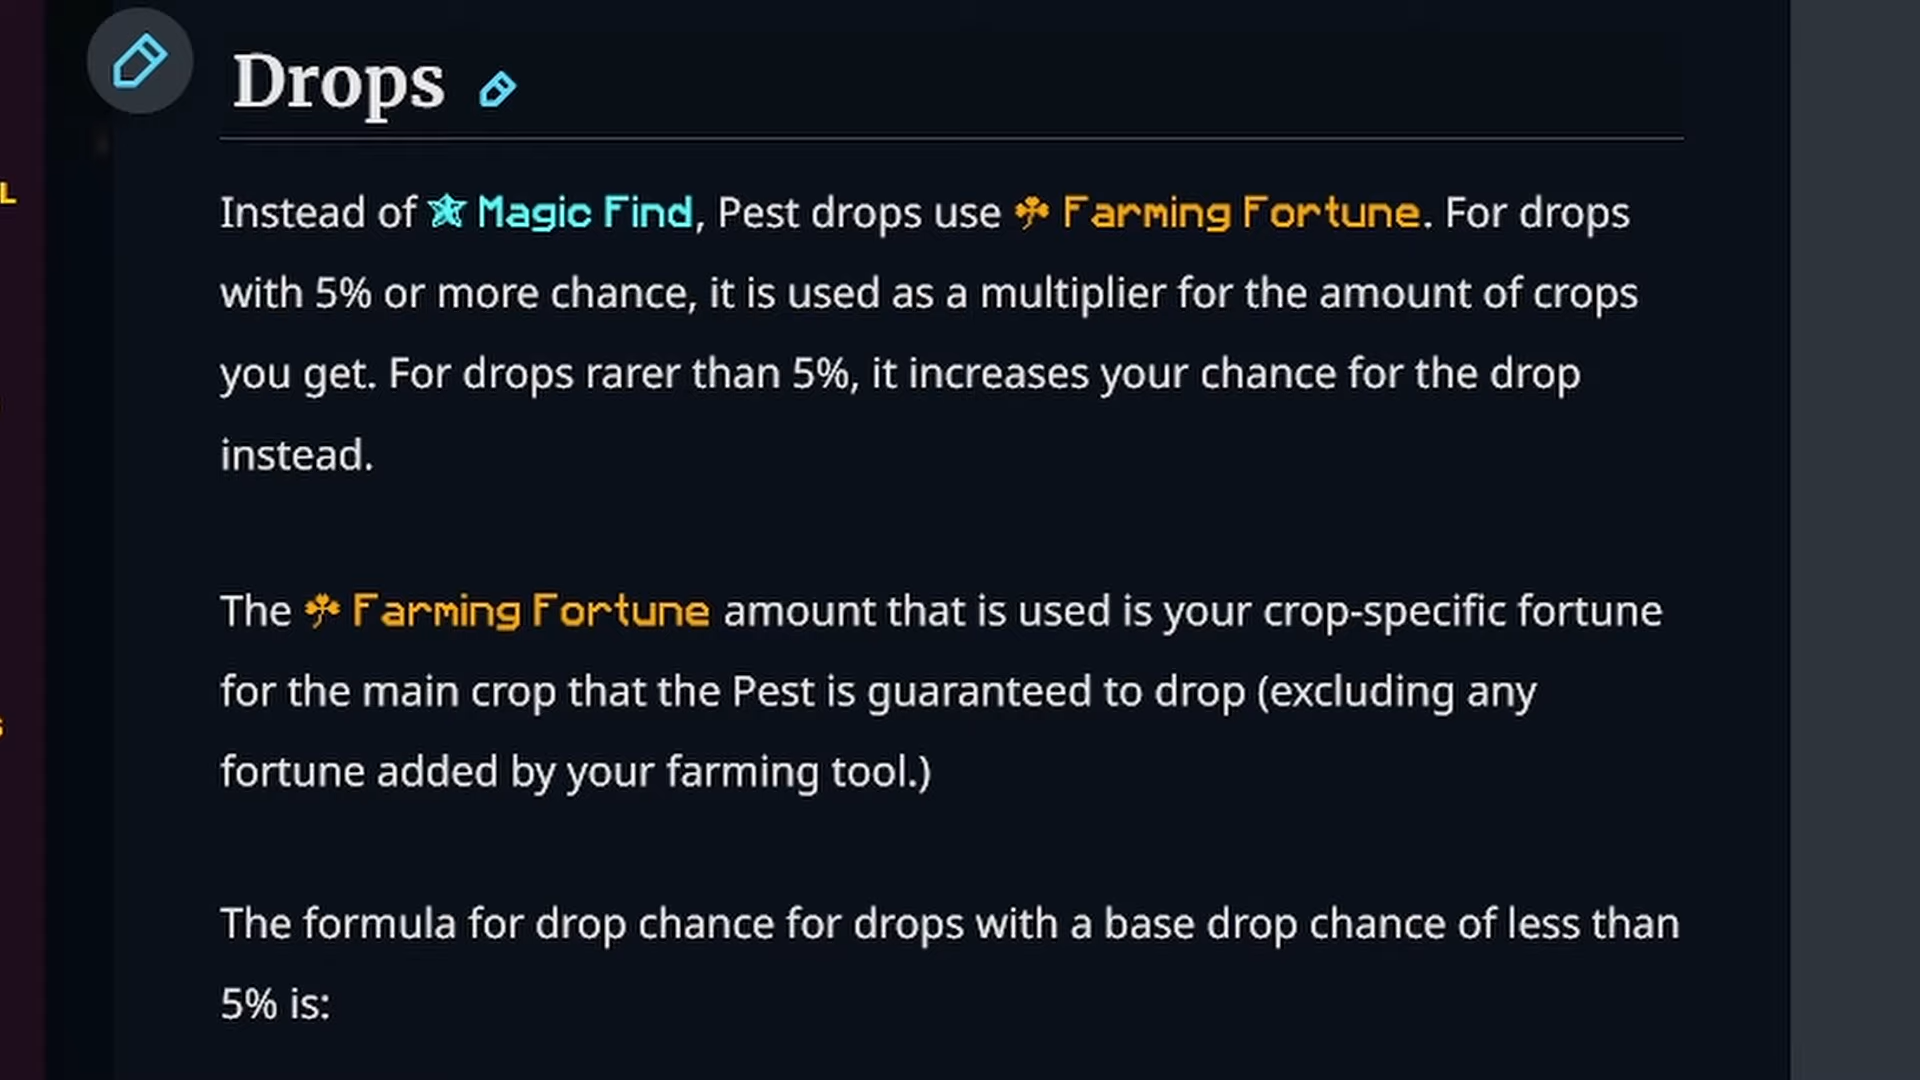 Drops
Instead of ✯ Magic Find, Pest drops use ☘ Farming Fortune. For drops
with 5% or more chance, it is used as a multiplier for the amount of crops
you get. For drops rarer than 5%, it increases your chance for the drop
instead.
The ☘ Farming Fortune amount that is used is your crop-specific fortune
for the main crop that the Pest is guaranteed to drop (excluding any
fortune added by your farming tool.)
The formula for drop chance for drops with a base drop chance of less than
5% is: